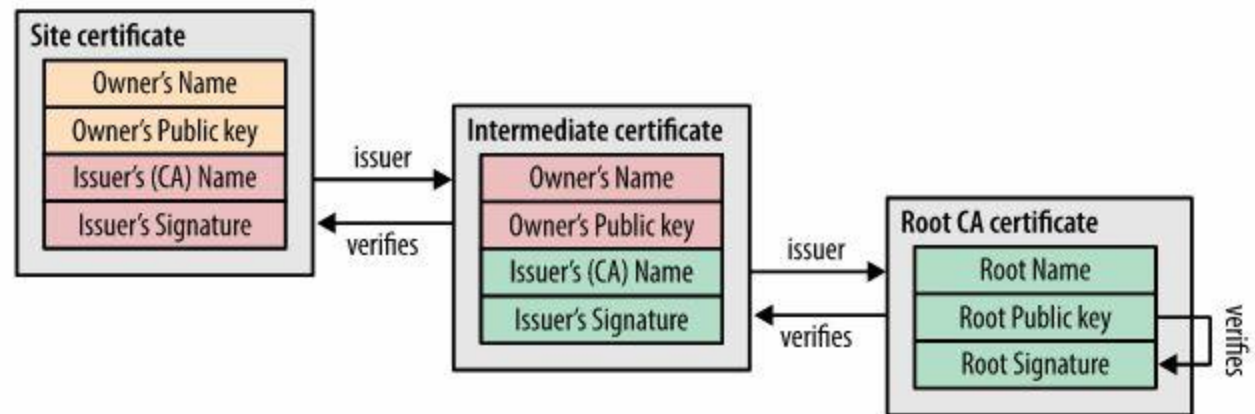 Site certificate
Owner’s Name
Owner’s Public key
Issuer’s (CA) Name
Issuer’s Signature
issuer
verifies
Intermediate certificate
Owner’s Name
Owner’s Public key
Issuer’s (CA) Name
Issuer’s Signature
issuer
verifies
Root CA certificate
Root Name
Root Public key
Root Signature
verifies